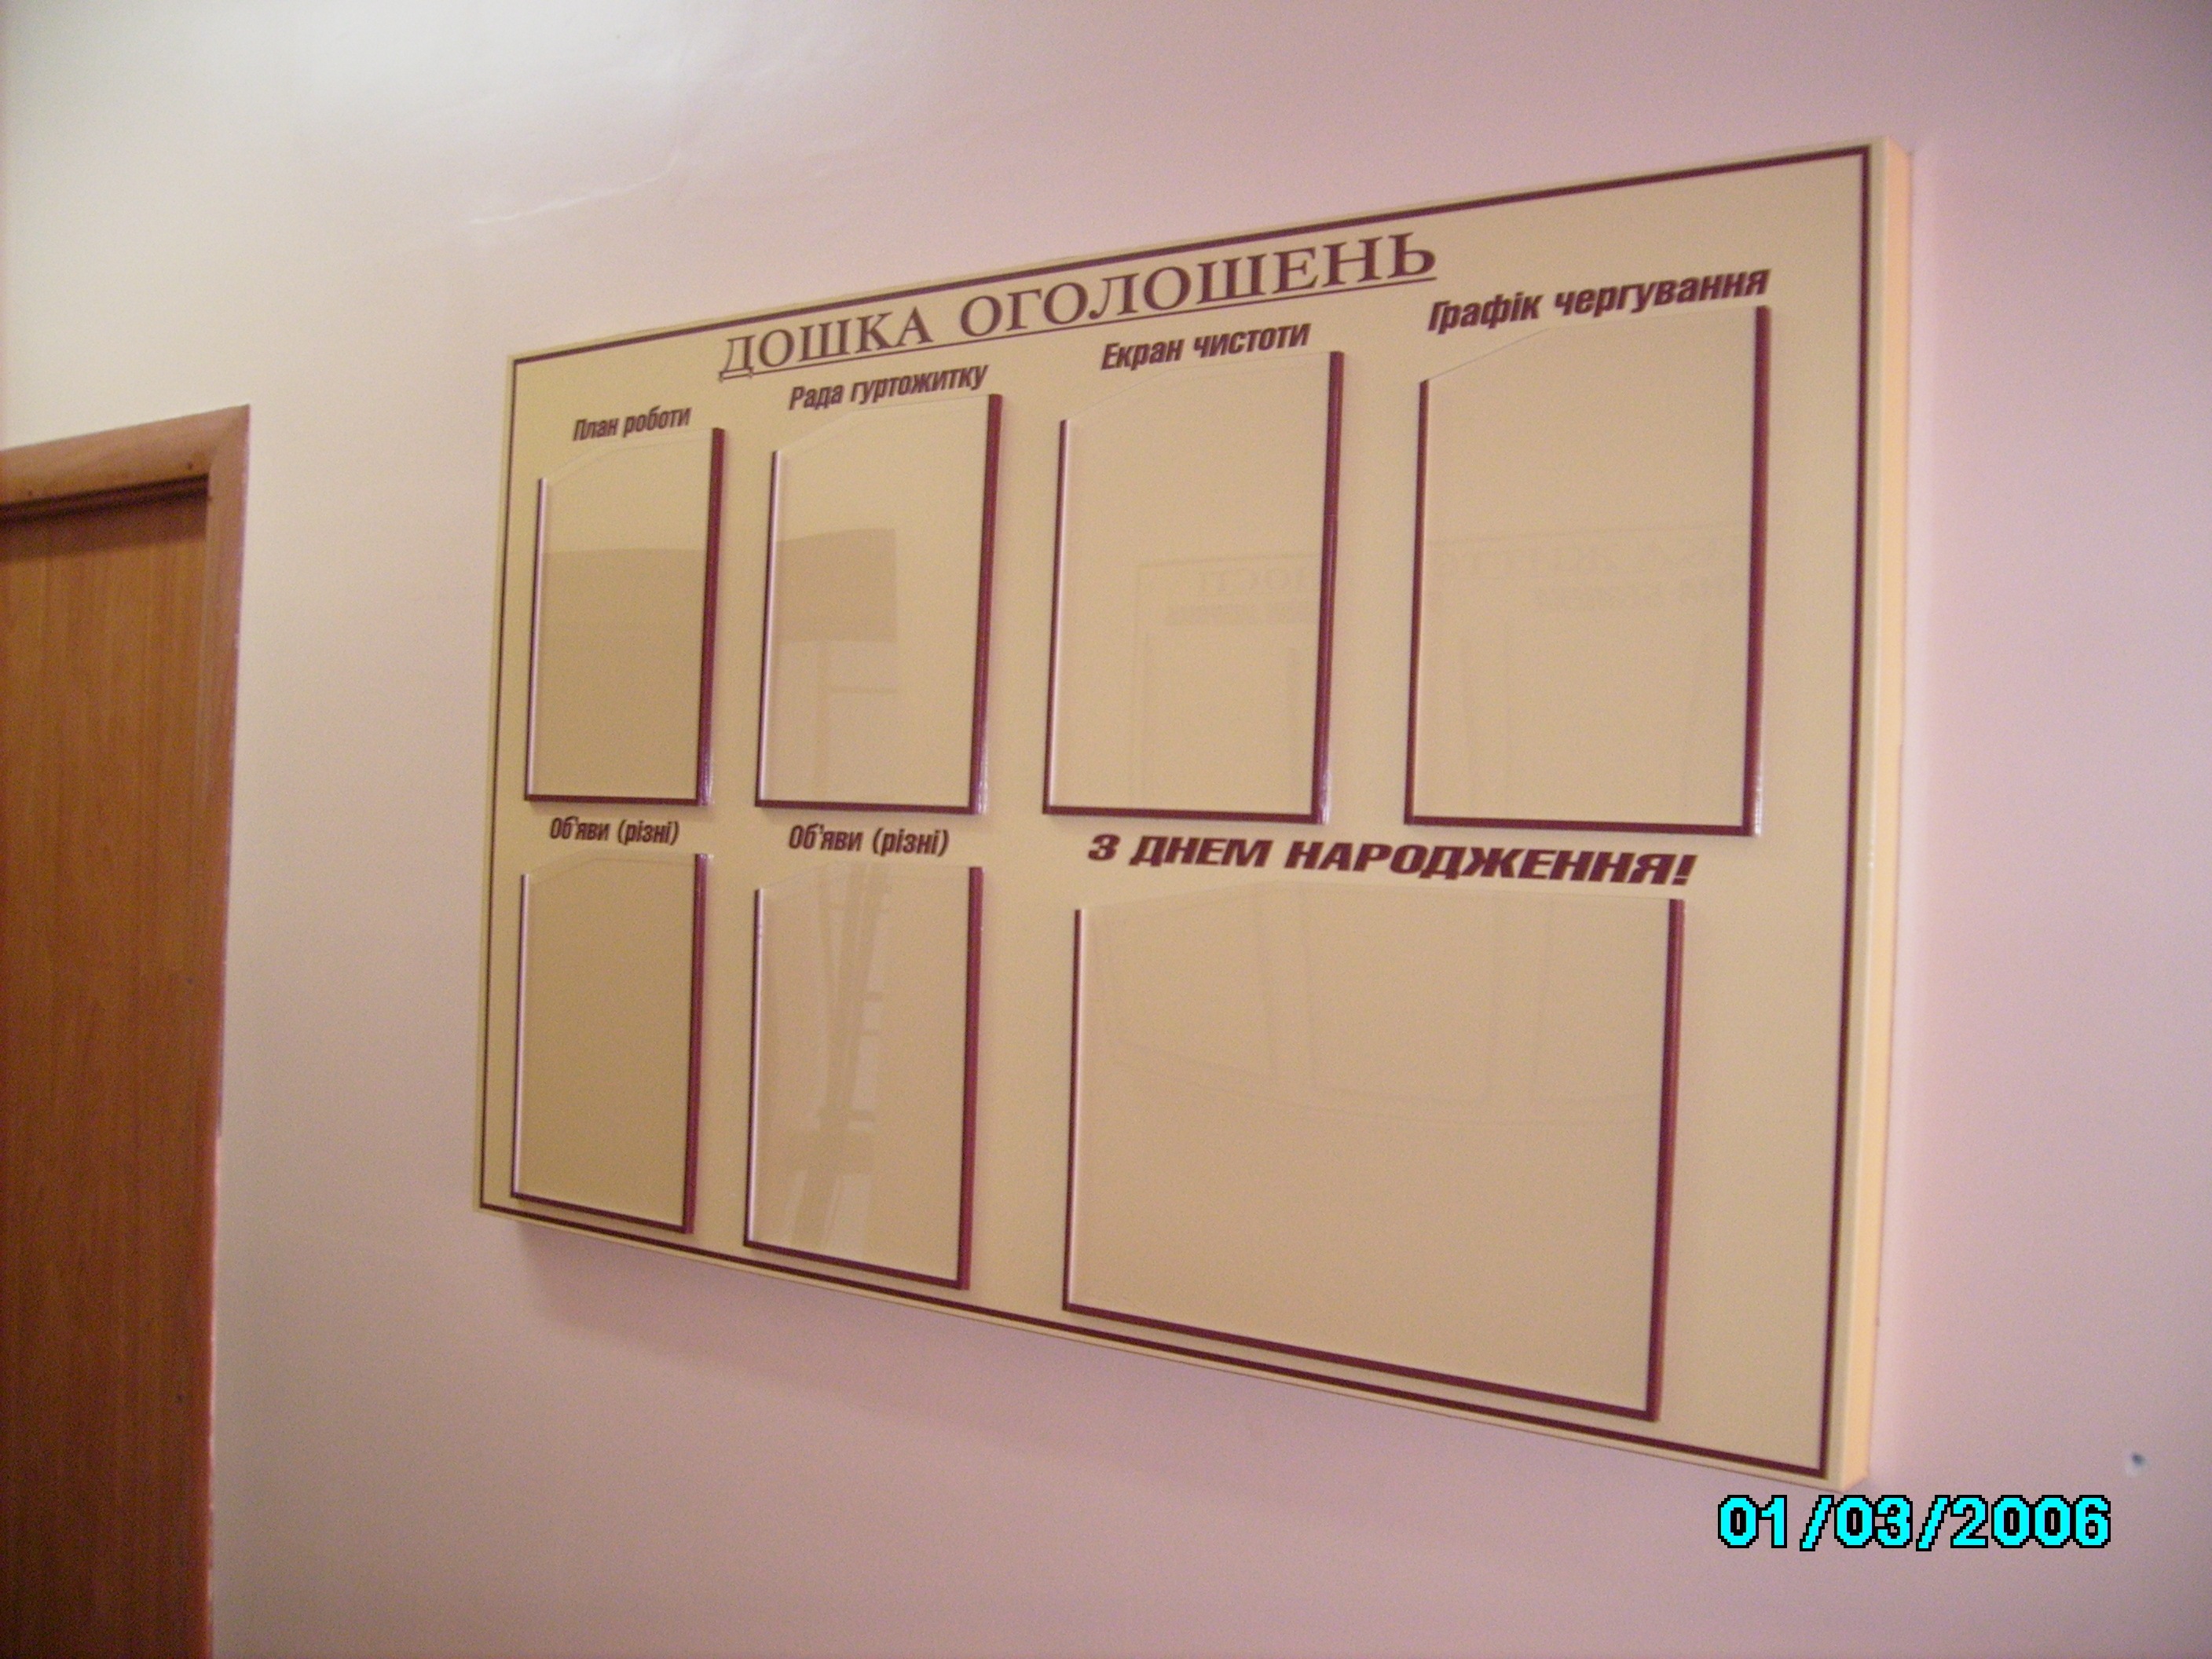 ДОШКА ОГОЛОШЕНЬ
План роботи
Рада гуртожитку
Екран чистоти
Графік чергування
Об'яви (різні)
Об'яви (різні)
З ДНЕМ НАРОДЖЕННЯ!
01/03/2006